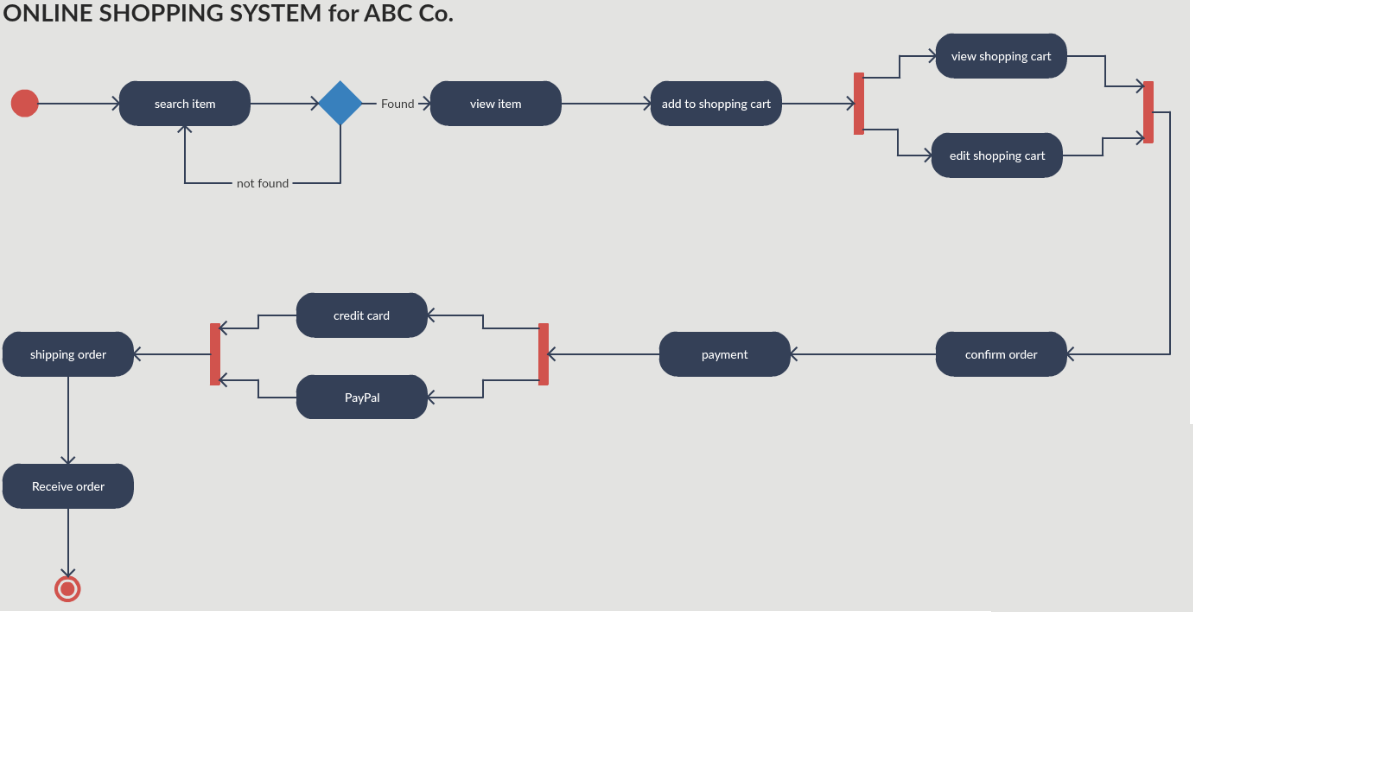 ONLINE SHOPPING SYSTEM for ABC Co.
view shopping cart
search item
Found
view item
add to shopping cart
edit shopping cart
not found
credit card
shipping order
payment
confirm order
PayPal
Receive order